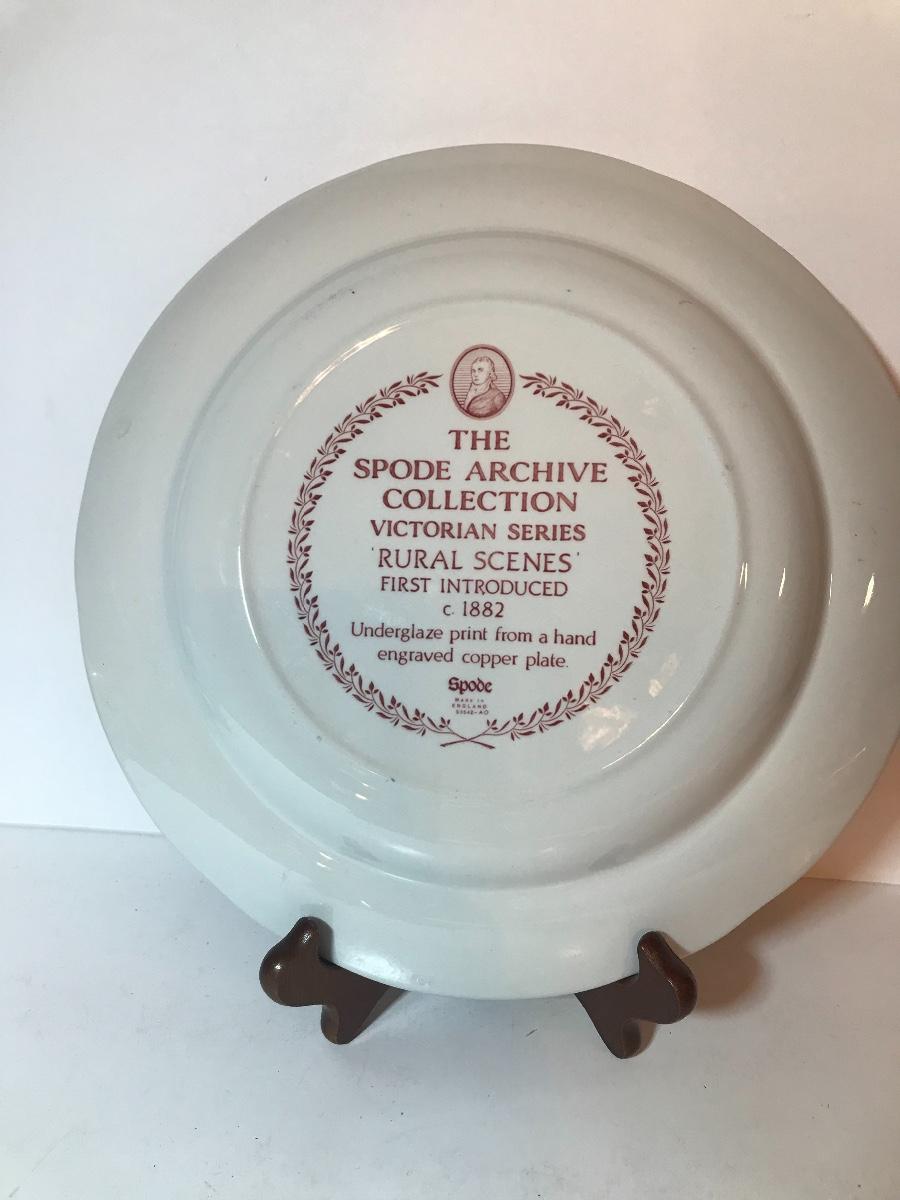 THE
SPODE ARCHIVE
COLLECTION
VICTORIAN SERIES
'RURAL SCENES'
FIRST INTRODUCED
c. 1882
Underglaze print from a hand
engraved copper plate.
Spode
MADE IN
ENGLAND